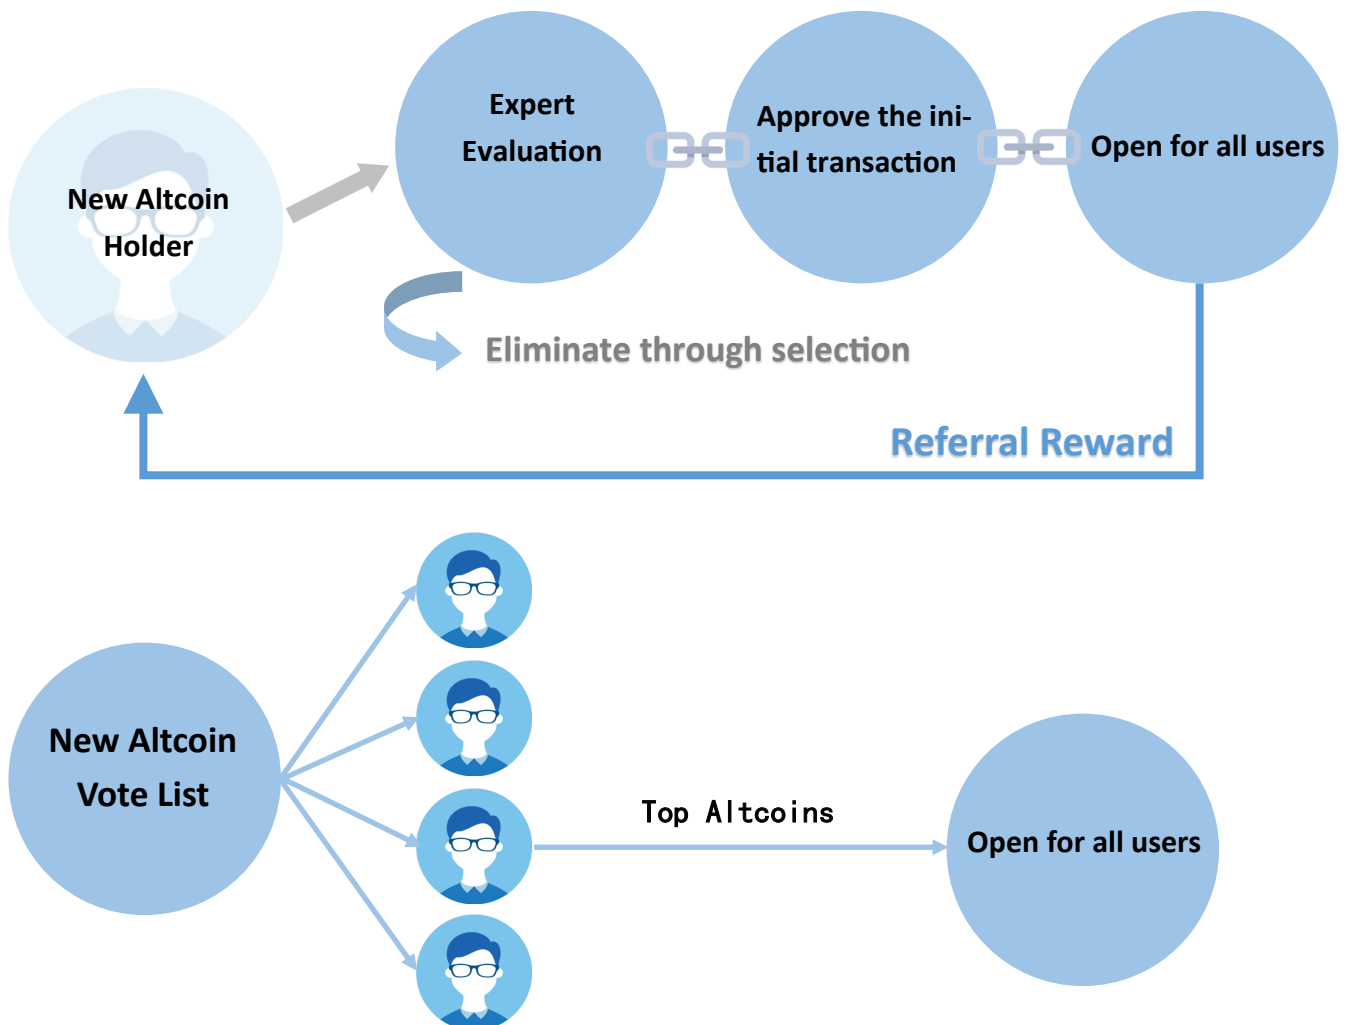 New Altcoin
Holder
Expert
Evaluation
Approve the ini-
tial transaction
Open for all users
Eliminate through selection
Referral Reward
New Altcoin
Vote List
Top Altcoins
Open for all users